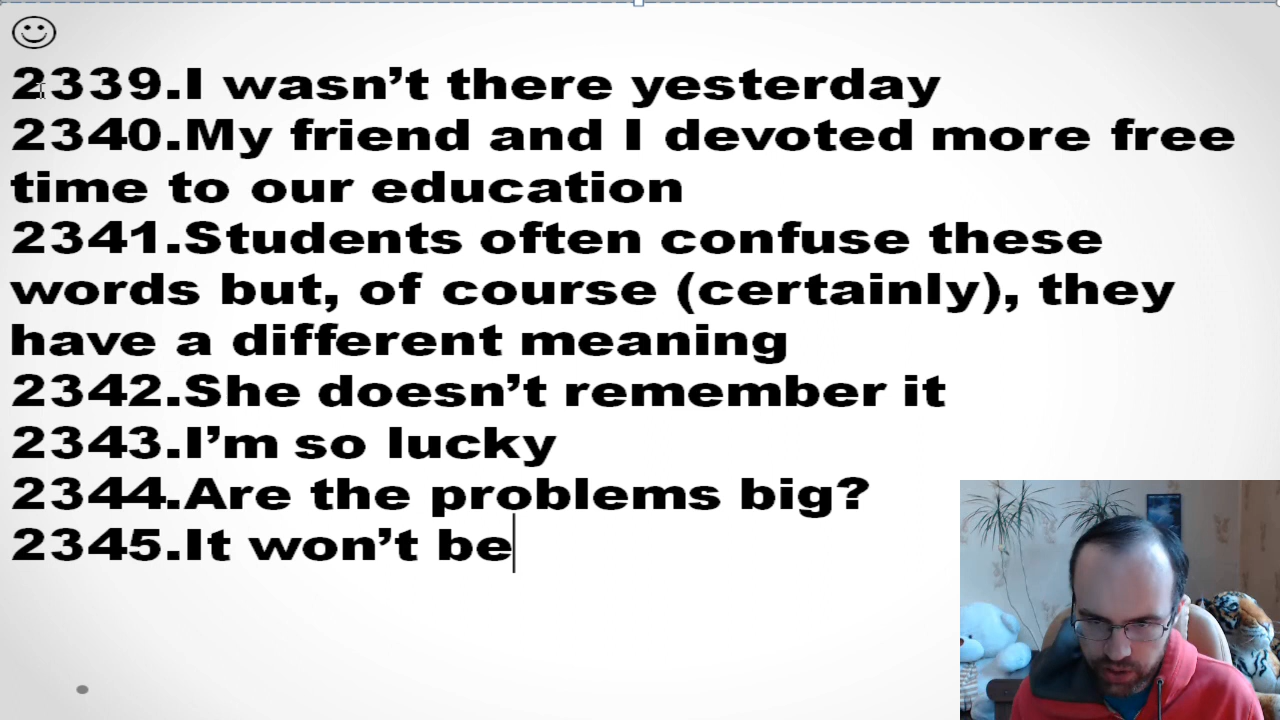 2339.I wasn’t there yesterday
2340.My friend and I devoted more free
time to our education
2341.Students often confuse these
words but, of course (certainly), they
have a different meaning
2342.She doesn’t remember it
2343.I’m so lucky
2344.Are the problems big?
2345.It won’t be